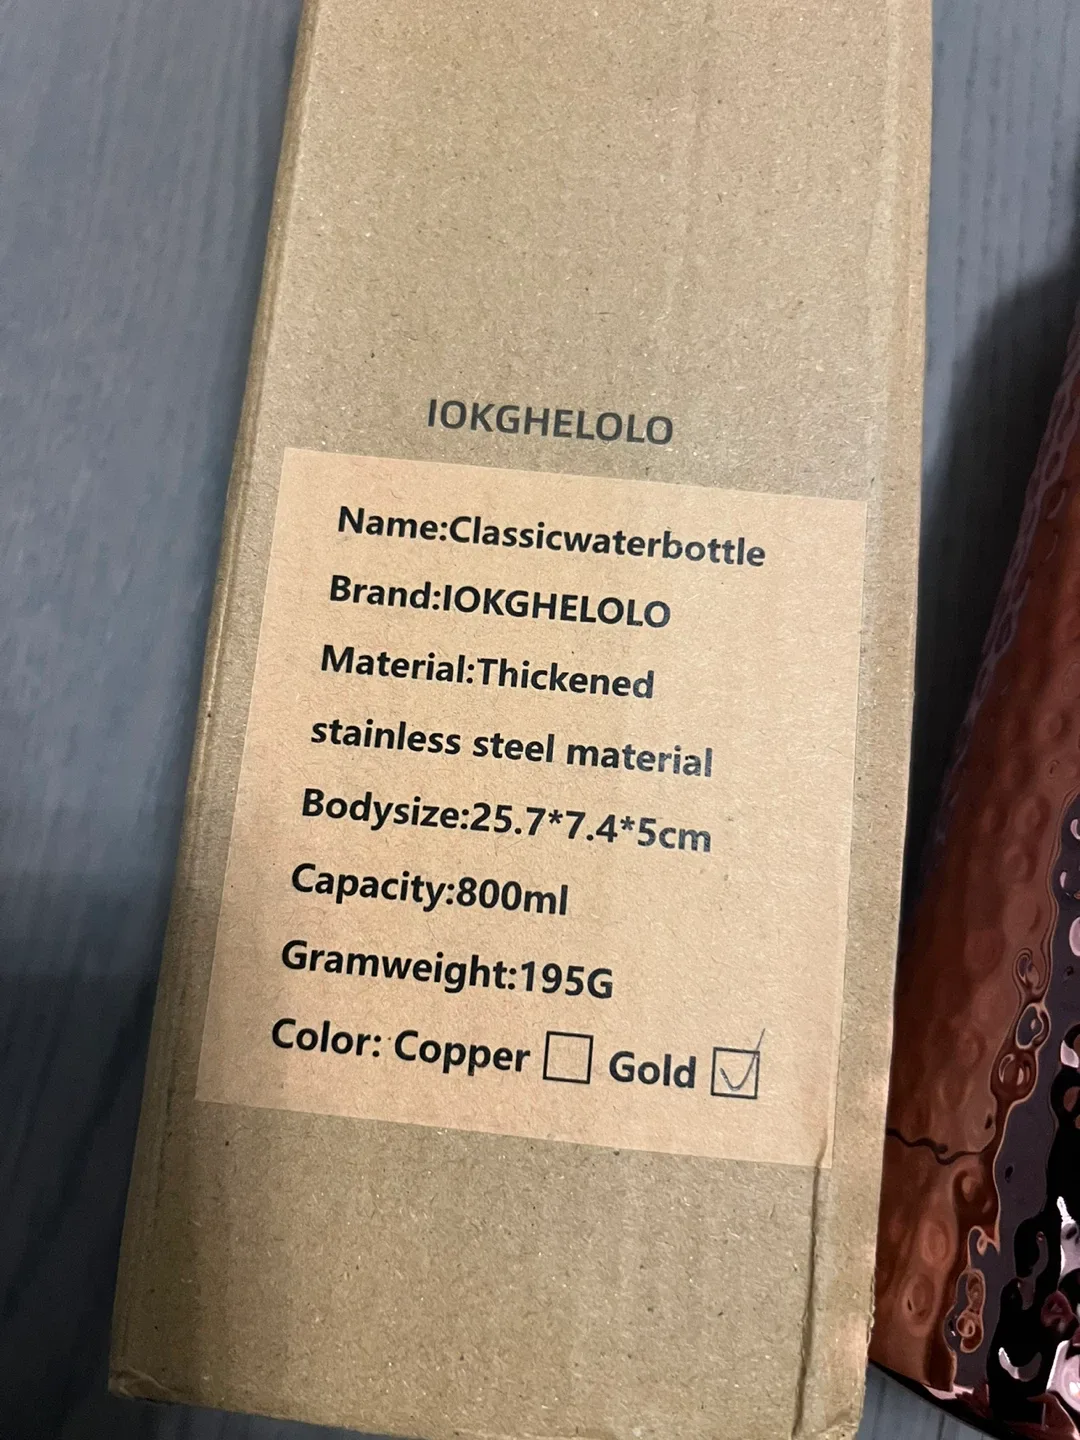 IOKGHELOLO
Name:Classicwaterbottle
Brand:IOKGHELOLO
Material:Thickened
stainless steel material
Bodysize:25.7*7.4*5cm
Capacity:800ml
Gramweight:195G
Color: Copper ☐ Gold ☑